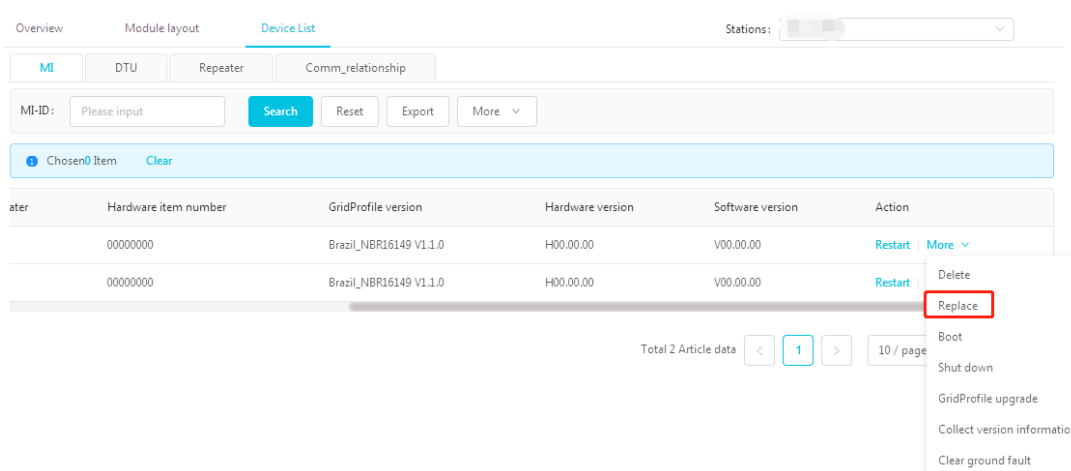 Overview Module layout Device List Stations:
MI DTU Repeater Comm_relationship
MI-ID: Please input Search Reset Export More
Chosen0 Item Clear
ater Hardware item number GridProfile version Hardware version Software version Action
00000000 Brazil_NBR16149 V1.1.0 H00.00.00 V00.00.00 Restart More
00000000 Brazil_NBR16149 V1.1.0 H00.00.00 V00.00.00 Restart
Delete
Replace
Total 2 Article data < 1 > 10 / page
Boot
Shut down
GridProfile upgrade
Collect version informatio
Clear ground fault